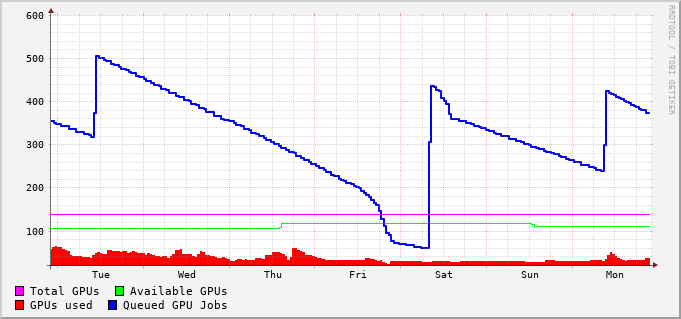 600
500
400
300
200
100
Tue Wed Thu Fri Sat Sun Mon
Total GPUs Available GPUs
GPUs used Queued GPU Jobs
RRDTOOL / TOBI OETIKER